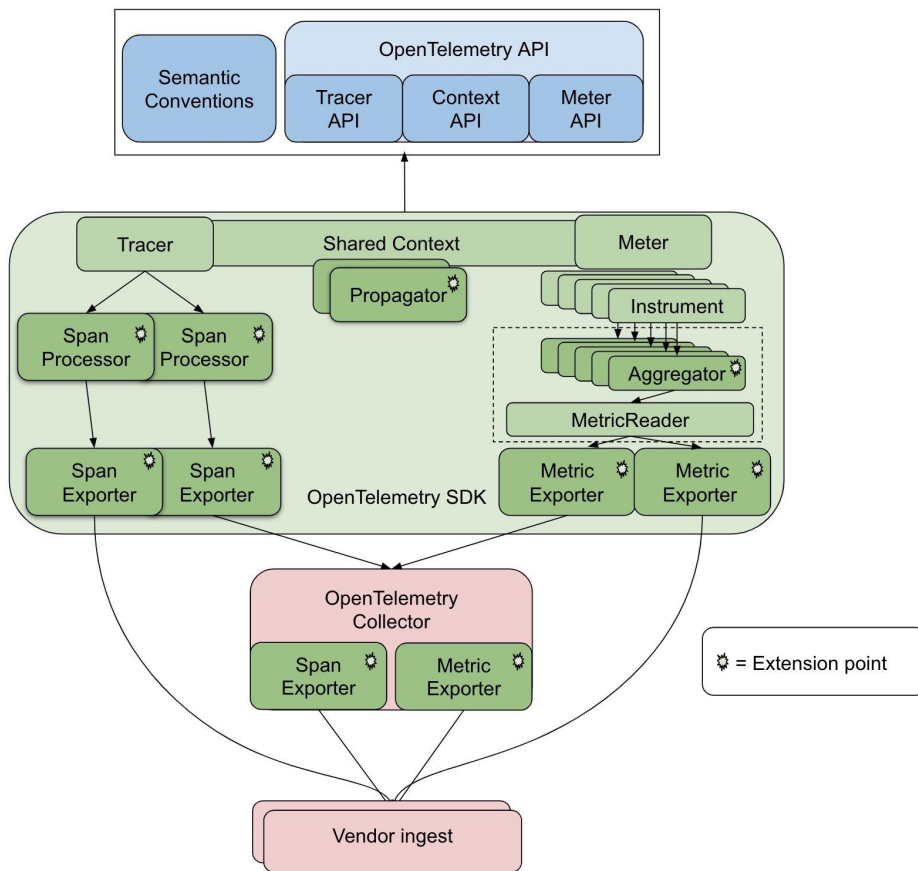 OpenTelemetry API
Semantic
Conventions
Tracer
API
Context
API
Meter
API
Tracer
Shared Context
Meter
Propagator
Instrument
Span
Processor
Span
Processor
Aggregator
MetricReader
Span
Exporter
Span
Exporter
OpenTelemetry SDK
Metric
Exporter
Metric
Exporter
OpenTelemetry
Collector
Span
Exporter
Metric
Exporter
= Extension point
Vendor ingest